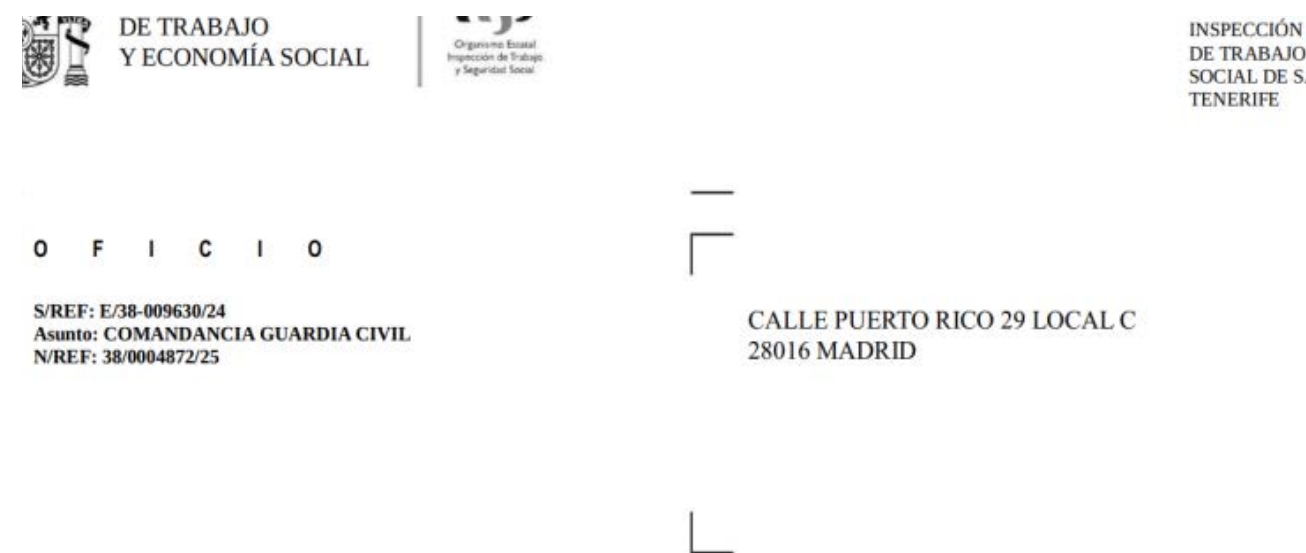 DE TRABAJO
Y ECONOMÍA SOCIAL
Organismo Estatal
Inspección de Trabajo
y Seguridad Social
INSPECCIÓN
DE TRABAJO
SOCIAL DE S
TENERIFE
O F I C I O
S/REF: E/38-009630/24
Asunto: COMANDANCIA GUARDIA CIVIL
N/REF: 38/0004872/25
CALLE PUERTO RICO 29 LOCAL C
28016 MADRID